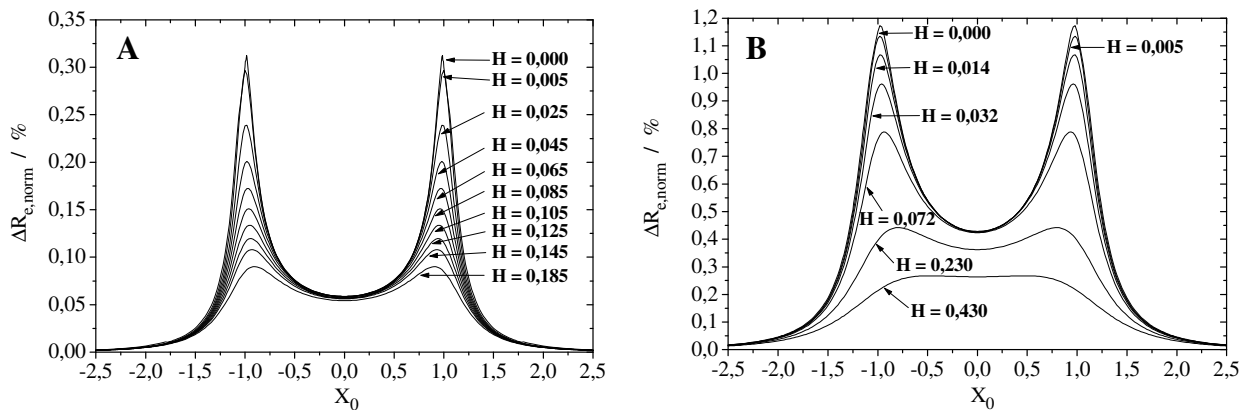 A
H = 0,000
H = 0,005
H = 0,025
H = 0,045
H = 0,065
H = 0,085
H = 0,105
H = 0,125
H = 0,145
H = 0,185
0,35
0,30
0,25
0,20
0,15
0,10
0,05
0,00
ΔR_e,norm / %
-2,5 -2,0 -1,5 -1,0 -0,5 0,0 0,5 1,0 1,5 2,0 2,5
X_0
B
H = 0,000
H = 0,005
H = 0,014
H = 0,032
H = 0,072
H = 0,230
H = 0,430
1,2
1,1
1,0
0,9
0,8
0,7
0,6
0,5
0,4
0,3
0,2
0,1
0,0
ΔR_e,norm / %
-2,5 -2,0 -1,5 -1,0 -0,5 0,0 0,5 1,0 1,5 2,0 2,5
X_0